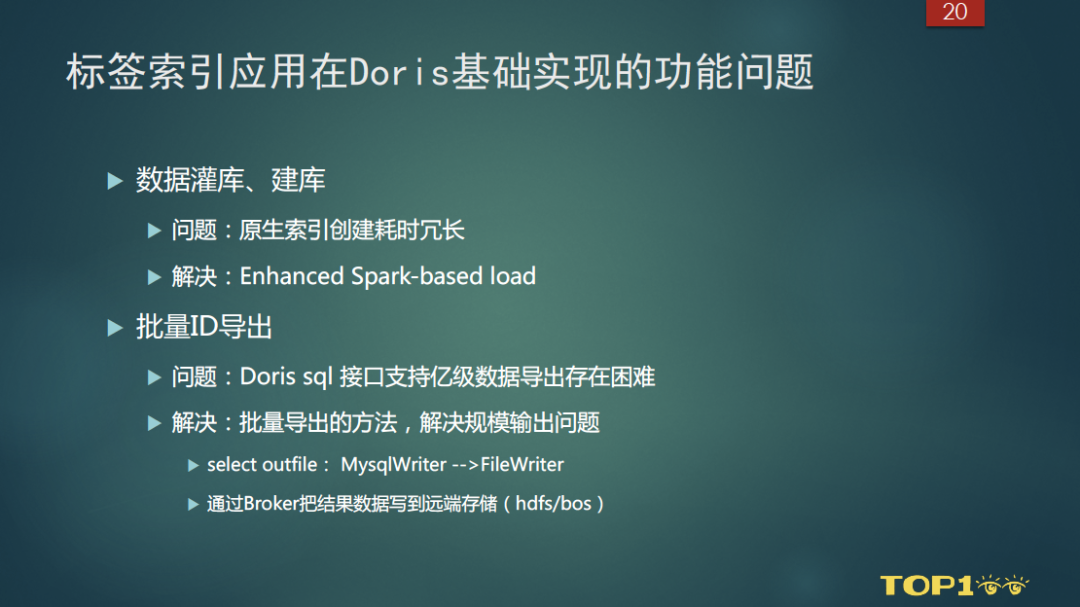 20
标签索引应用在Doris基础实现的功能问题
数据灌库、建库
问题：原生索引创建耗时冗长
解决：Enhanced Spark-based load
批量ID导出
问题：Doris sql 接口支持亿级数据导出存在困难
解决：批量导出的方法，解决规模输出问题
select outfile： MysqlWriter -->FileWriter
通过Broker把结果数据写到远端存储（hdfs/bos）
TOP100